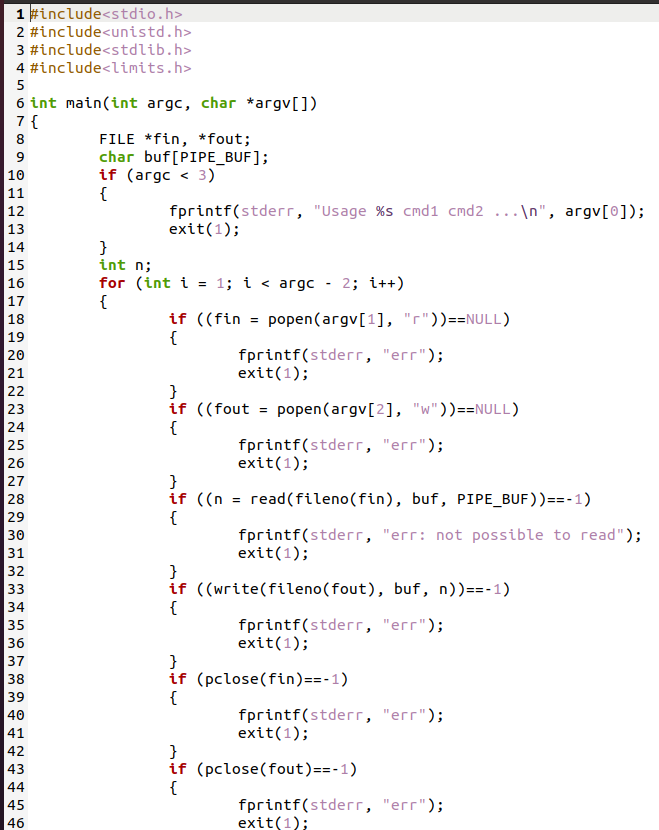 1 #include<stdio.h>
2 #include<unistd.h>
3 #include<stdlib.h>
4 #include<limits.h>
5
6 int main(int argc, char *argv[])
7 {
8         FILE *fin, *fout;
9         char buf[PIPE_BUF];
10         if (argc < 3)
11         {
12                 fprintf(stderr, "Usage %s cmd1 cmd2 ...\n", argv[0]);
13                 exit(1);
14         }
15         int n;
16         for (int i = 1; i < argc - 2; i++)
17         {
18                 if ((fin = popen(argv[1], "r"))==NULL)
19                 {
20                         fprintf(stderr, "err");
21                         exit(1);
22                 }
23                 if ((fout = popen(argv[2], "w"))==NULL)
24                 {
25                         fprintf(stderr, "err");
26                         exit(1);
27                 }
28                 if ((n = read(fileno(fin), buf, PIPE_BUF))==-1)
29                 {
30                         fprintf(stderr, "err: not possible to read");
31                         exit(1);
32                 }
33                 if ((write(fileno(fout), buf, n))==-1)
34                 {
35                         fprintf(stderr, "err");
36                         exit(1);
37                 }
38                 if (pclose(fin)==-1)
39                 {
40                         fprintf(stderr, "err");
41                         exit(1);
42                 }
43                 if (pclose(fout)==-1)
44                 {
45                         fprintf(stderr, "err");
46                         exit(1);